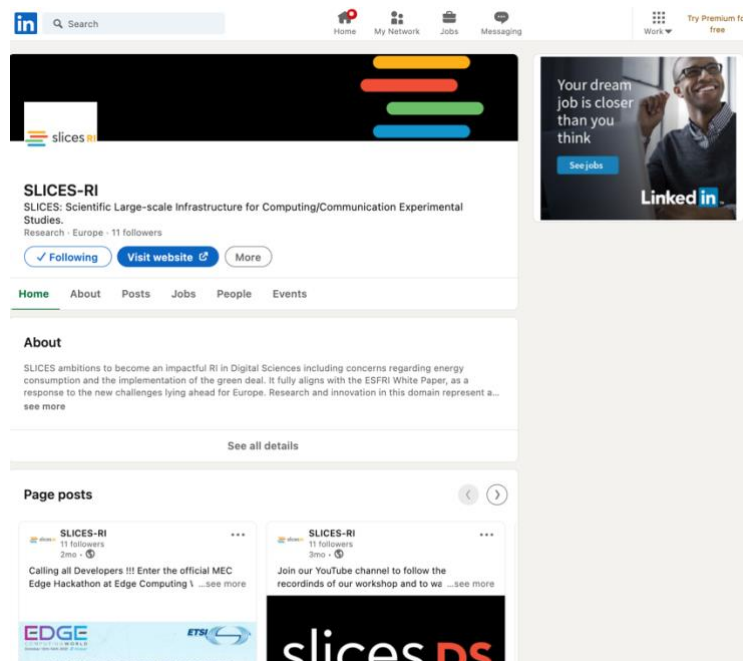 in
Search
Home
My Network
Jobs
Messaging
Work
Try Premium fo
free
slices RI
SLICES-RI
SLICES: Scientific Large-scale Infrastructure for Computing/Communication Experimental
Studies.
Research · Europe · 11 followers
✓ Following
Visit website
More
Home
About
Posts
Jobs
People
Events
About
SLICES ambitions to become an impactful RI in Digital Sciences including concerns regarding energy
consumption and the implementation of the green deal. It fully aligns with the ESFRI White Paper, as a
response to the new challenges lying ahead for Europe. Research and innovation in this domain represent a...
see more
See all details
Page posts
SLICES-RI
11 followers
2mo ·
Calling all Developers !!! Enter the official MEC
Edge Hackathon at Edge Computing \ ...see more
EDGE
ETSI
SLICES-RI
11 followers
3mo ·
Join our YouTube channel to follow the
recordinds of our workshop and to wa ...see more
slices DS
Your dream
job is closer
than you
think
See jobs
Linked in